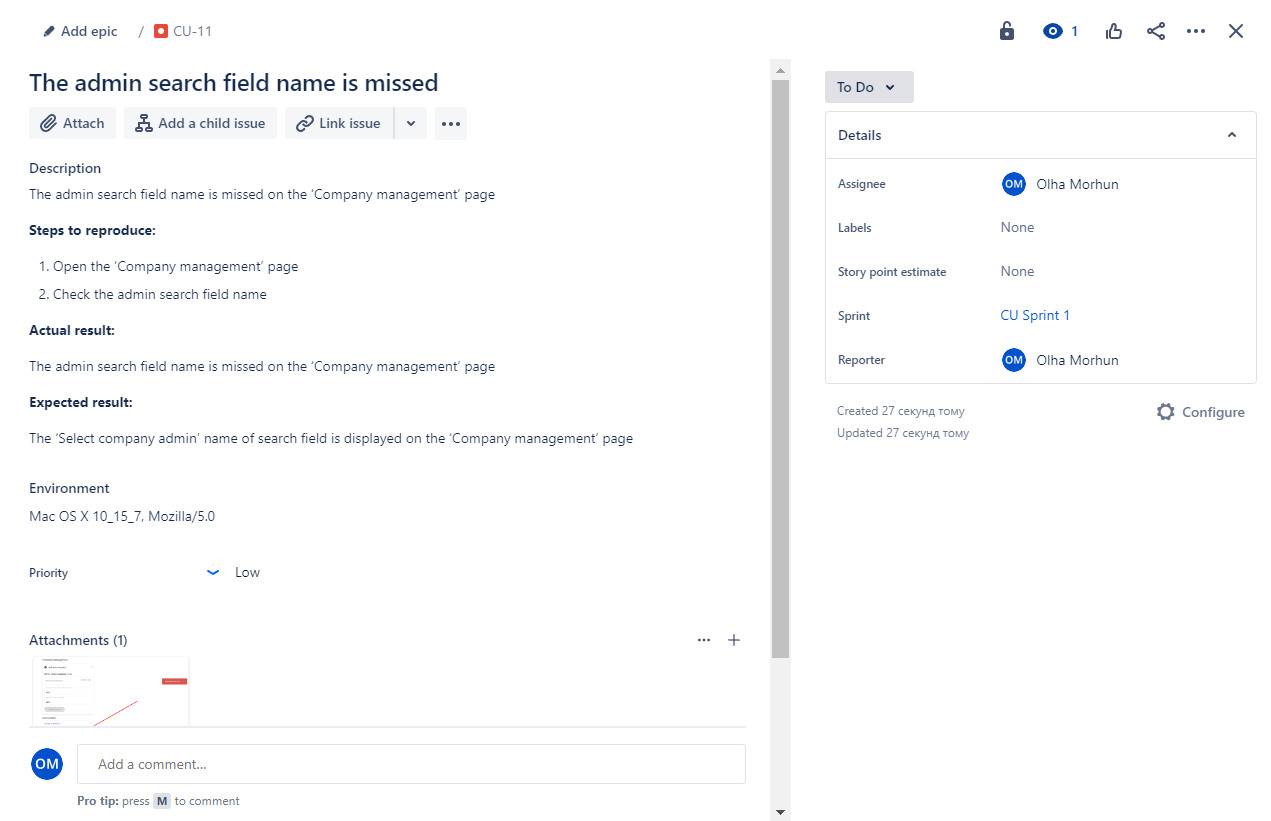 Add epic / CU-11
1
The admin search field name is missed
Attach Add a child issue Link issue
Description
The admin search field name is missed on the ‘Company management’ page
Steps to reproduce:
1. Open the ‘Company management’ page
2. Check the admin search field name
Actual result:
The admin search field name is missed on the ‘Company management’ page
Expected result:
The ‘Select company admin’ name of search field is displayed on the ‘Company management’ page
Environment
Mac OS X 10_15_7, Mozilla/5.0
Priority Low
Attachments (1)
OM Add a comment…
Pro tip: press M to comment
To Do
Details
Assignee OM Olha Morhun
Labels None
Story point estimate None
Sprint CU Sprint 1
Reporter OM Olha Morhun
Created 27 секунд тому
Updated 27 секунд тому
Configure